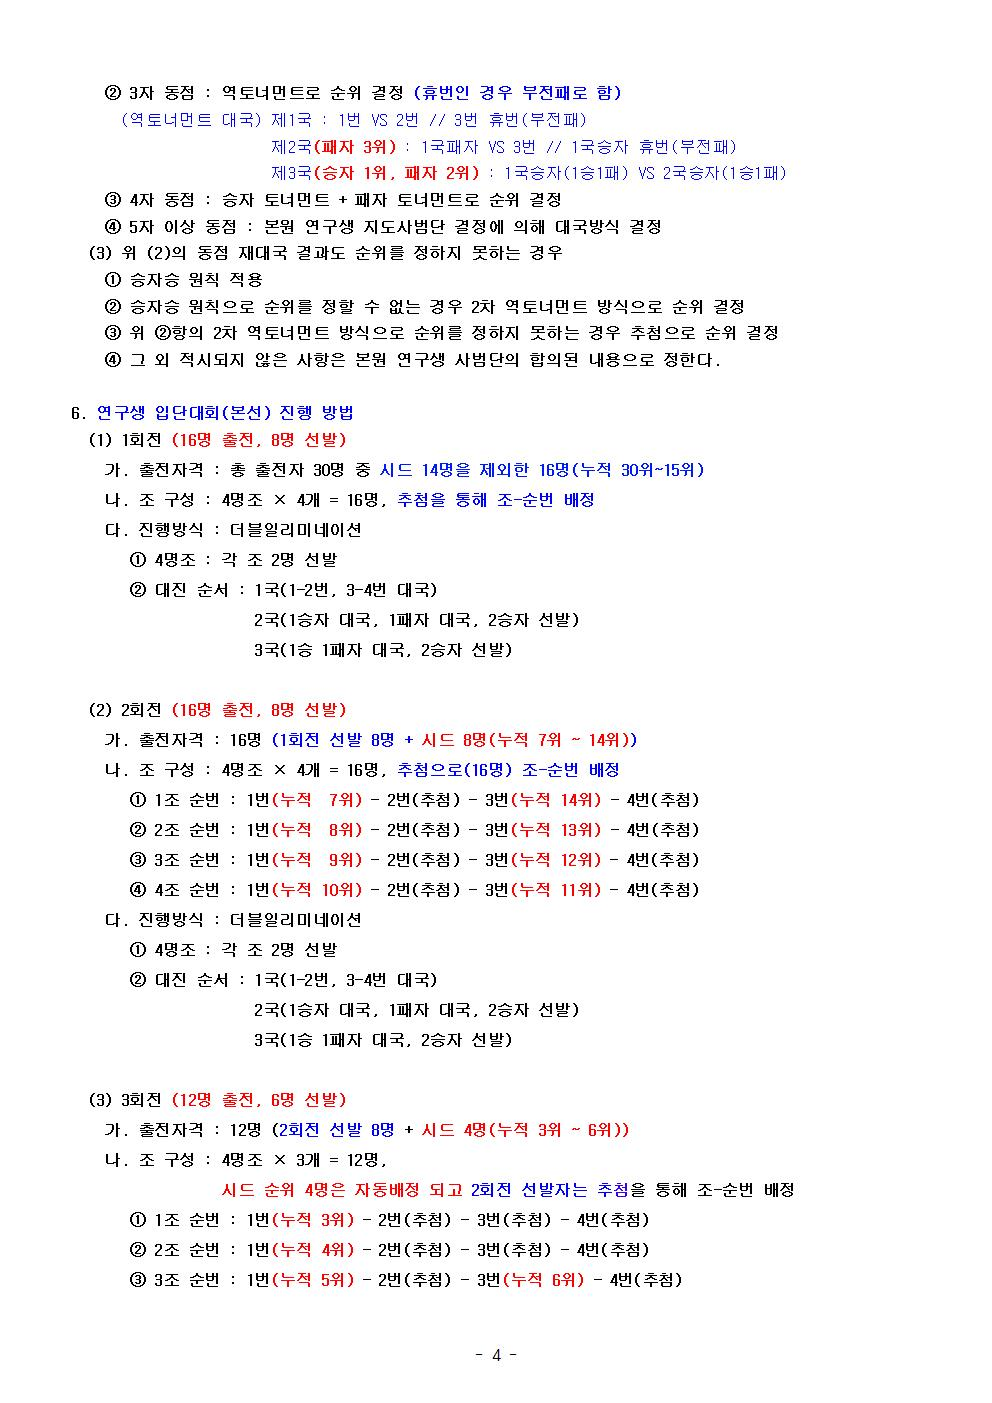 ② 3자 동점 : 역토너먼트로 순위 결정 (휴번인 경우 부전패로 함)
(역토너먼트 대국) 제1국 : 1번 VS 2번 // 3번 휴번(부전패)
제2국(패자 3위) : 1국패자 VS 3번 // 1국승자 휴번(부전패)
제3국(승자 1위, 패자 2위) : 1국승자(1승1패) VS 2국승자(1승1패)
③ 4자 동점 : 승자 토너먼트 + 패자 토너먼트로 순위 결정
④ 5자 이상 동점 : 본원 연구생 지도사범단 결정에 의해 대국방식 결정
(3) 위 (2)의 동점 재대국 결과도 순위를 정하지 못하는 경우
① 승자승 원칙 적용
② 승자승 원칙으로 순위를 정할 수 없는 경우 2차 역토너먼트 방식으로 순위 결정
③ 위 ②항의 2차 역토너먼트 방식으로 순위를 정하지 못하는 경우 추첨으로 순위 결정
④ 그 외 적시되지 않은 사항은 본원 연구생 사범단의 합의된 내용으로 정한다.
6. 연구생 입단대회(본선) 진행 방법
(1) 1회전 (16명 출전, 8명 선발)
가. 출전자격 : 총 출전자 30명 중 시드 14명을 제외한 16명(누적 30위~15위)
나. 조 구성 : 4명조 × 4개 = 16명, 추첨을 통해 조-순번 배정
다. 진행방식 : 더블일리미네이션
① 4명조 : 각 조 2명 선발
② 대진 순서 : 1국(1-2번, 3-4번 대국)
2국(1승자 대국, 1패자 대국, 2승자 선발)
3국(1승 1패자 대국, 2승자 선발)
(2) 2회전 (16명 출전, 8명 선발)
가. 출전자격 : 16명 (1회전 선발 8명 + 시드 8명(누적 7위 ~ 14위))
나. 조 구성 : 4명조 × 4개 = 16명, 추첨으로(16명) 조-순번 배정
① 1조 순번 : 1번(누적 7위) - 2번(추첨) - 3번(누적 14위) - 4번(추첨)
② 2조 순번 : 1번(누적 8위) - 2번(추첨) - 3번(누적 13위) - 4번(추첨)
③ 3조 순번 : 1번(누적 9위) - 2번(추첨) - 3번(누적 12위) - 4번(추첨)
④ 4조 순번 : 1번(누적 10위) - 2번(추첨) - 3번(누적 11위) - 4번(추첨)
다. 진행방식 : 더블일리미네이션
① 4명조 : 각 조 2명 선발
② 대진 순서 : 1국(1-2번, 3-4번 대국)
2국(1승자 대국, 1패자 대국, 2승자 선발)
3국(1승 1패자 대국, 2승자 선발)
(3) 3회전 (12명 출전, 6명 선발)
가. 출전자격 : 12명 (2회전 선발 8명 + 시드 4명(누적 3위 ~ 6위))
나. 조 구성 : 4명조 × 3개 = 12명,
시드 순위 4명은 자동배정 되고 2회전 선발자는 추첨을 통해 조-순번 배정
① 1조 순번 : 1번(누적 3위) - 2번(추첨) - 3번(추첨) - 4번(추첨)
② 2조 순번 : 1번(누적 4위) - 2번(추첨) - 3번(추첨) - 4번(추첨)
③ 3조 순번 : 1번(누적 5위) - 2번(추첨) - 3번(누적 6위) - 4번(추첨)
- 4 -